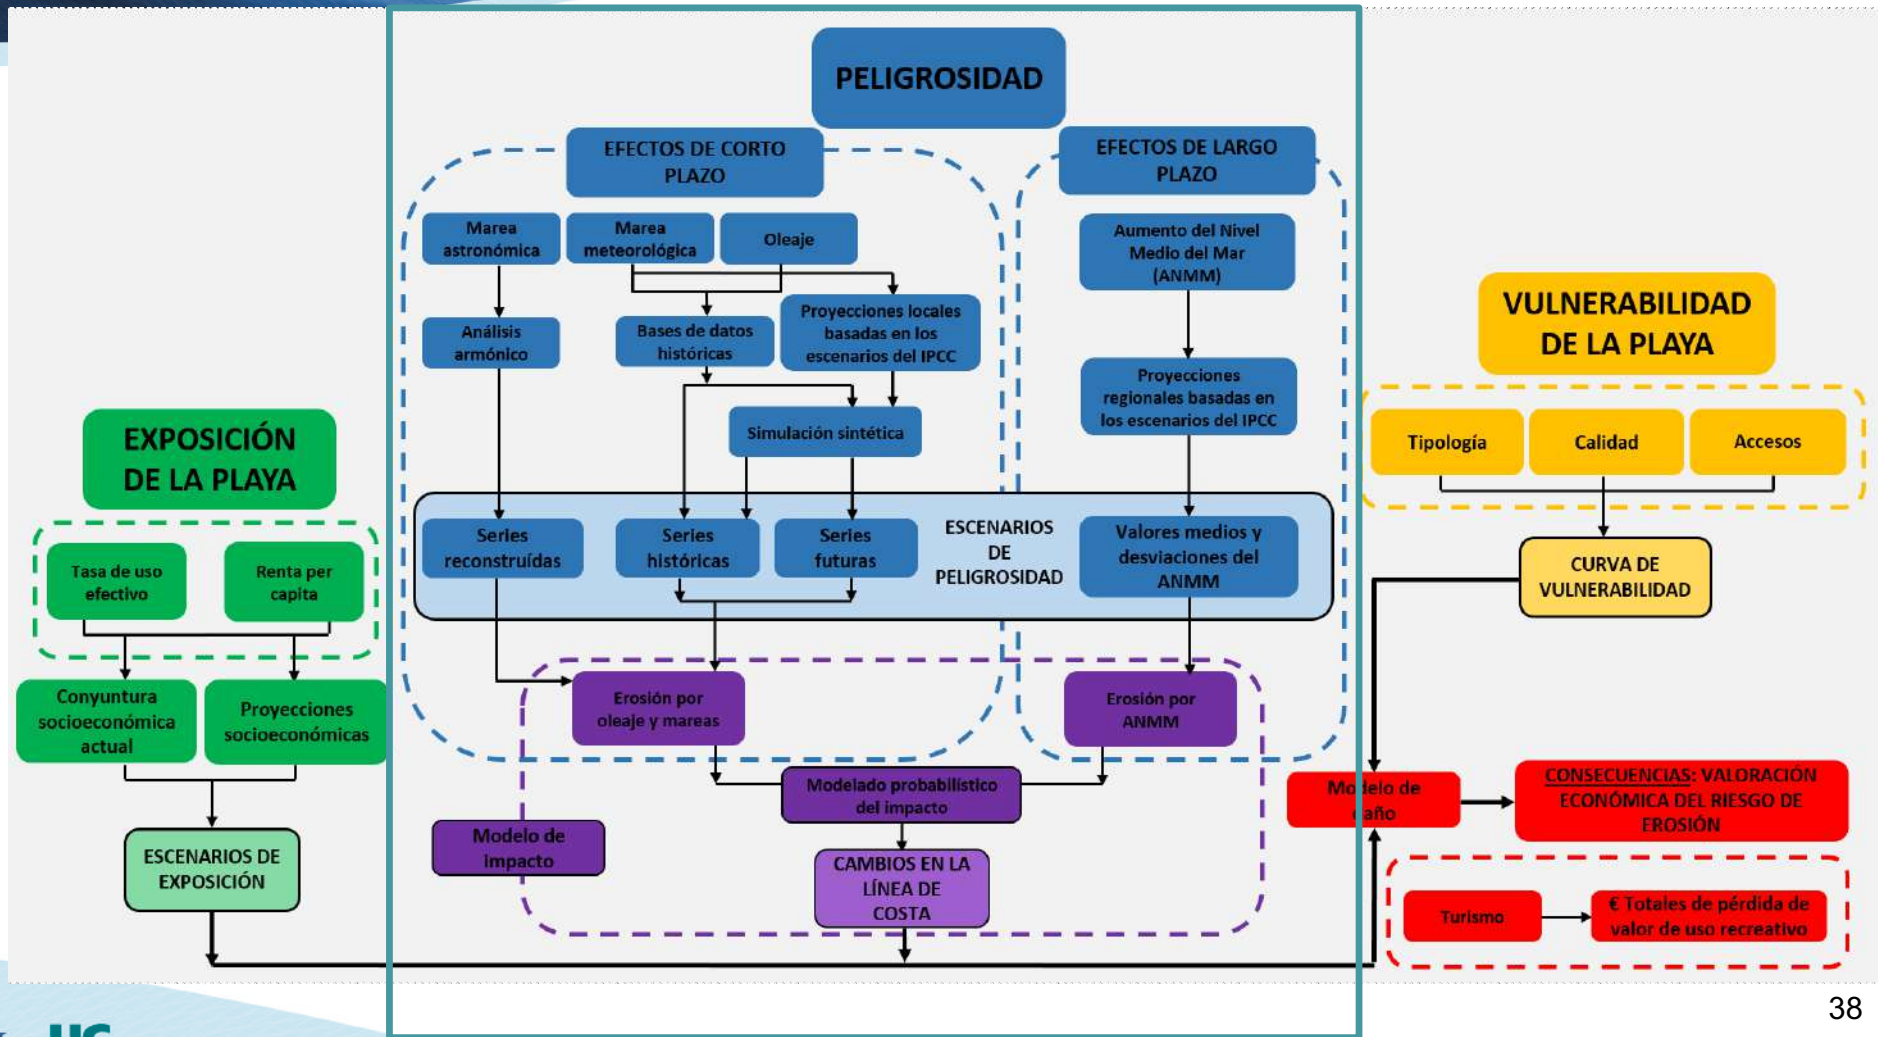 PELIGROSIDAD
EFECTOS DE CORTO
PLAZO
EFECTOS DE LARGO
PLAZO
Marea
astronómica
Marea
meteorológica
Oleaje
Aumento del Nivel
Medio del Mar
(ANMM)
Análisis
armónico
Bases de datos
históricas
Proyecciones locales
basadas en los
escenarios del IPCC
Proyecciones
regionales basadas en
los escenarios del IPCC
Simulación sintética
Series
reconstruídas
Series
históricas
Series
futuras
ESCENARIOS
DE
PELIGROSIDAD
Valores medios y
desviaciones del
ANMM
Erosión por
oleaje y mareas
Erosión por
ANMM
Modelado probabilístico
del impacto
Modelo de
impacto
CAMBIOS EN LA
LÍNEA DE
COSTA
EXPOSICIÓN
DE LA PLAYA
Tasa de uso
efectivo
Renta per
capita
Conyuntura
socioeconómica
actual
Proyecciones
socioeconómicas
ESCENARIOS DE
EXPOSICIÓN
VULNERABILIDAD
DE LA PLAYA
Tipología
Calidad
Accesos
CURVA DE
VULNERABILIDAD
Modelo de
daño
CONSECUENCIAS: VALORACIÓN
ECONÓMICA DEL RIESGO DE
EROSIÓN
Turismo
€ Totales de pérdida de
valor de uso recreativo
38